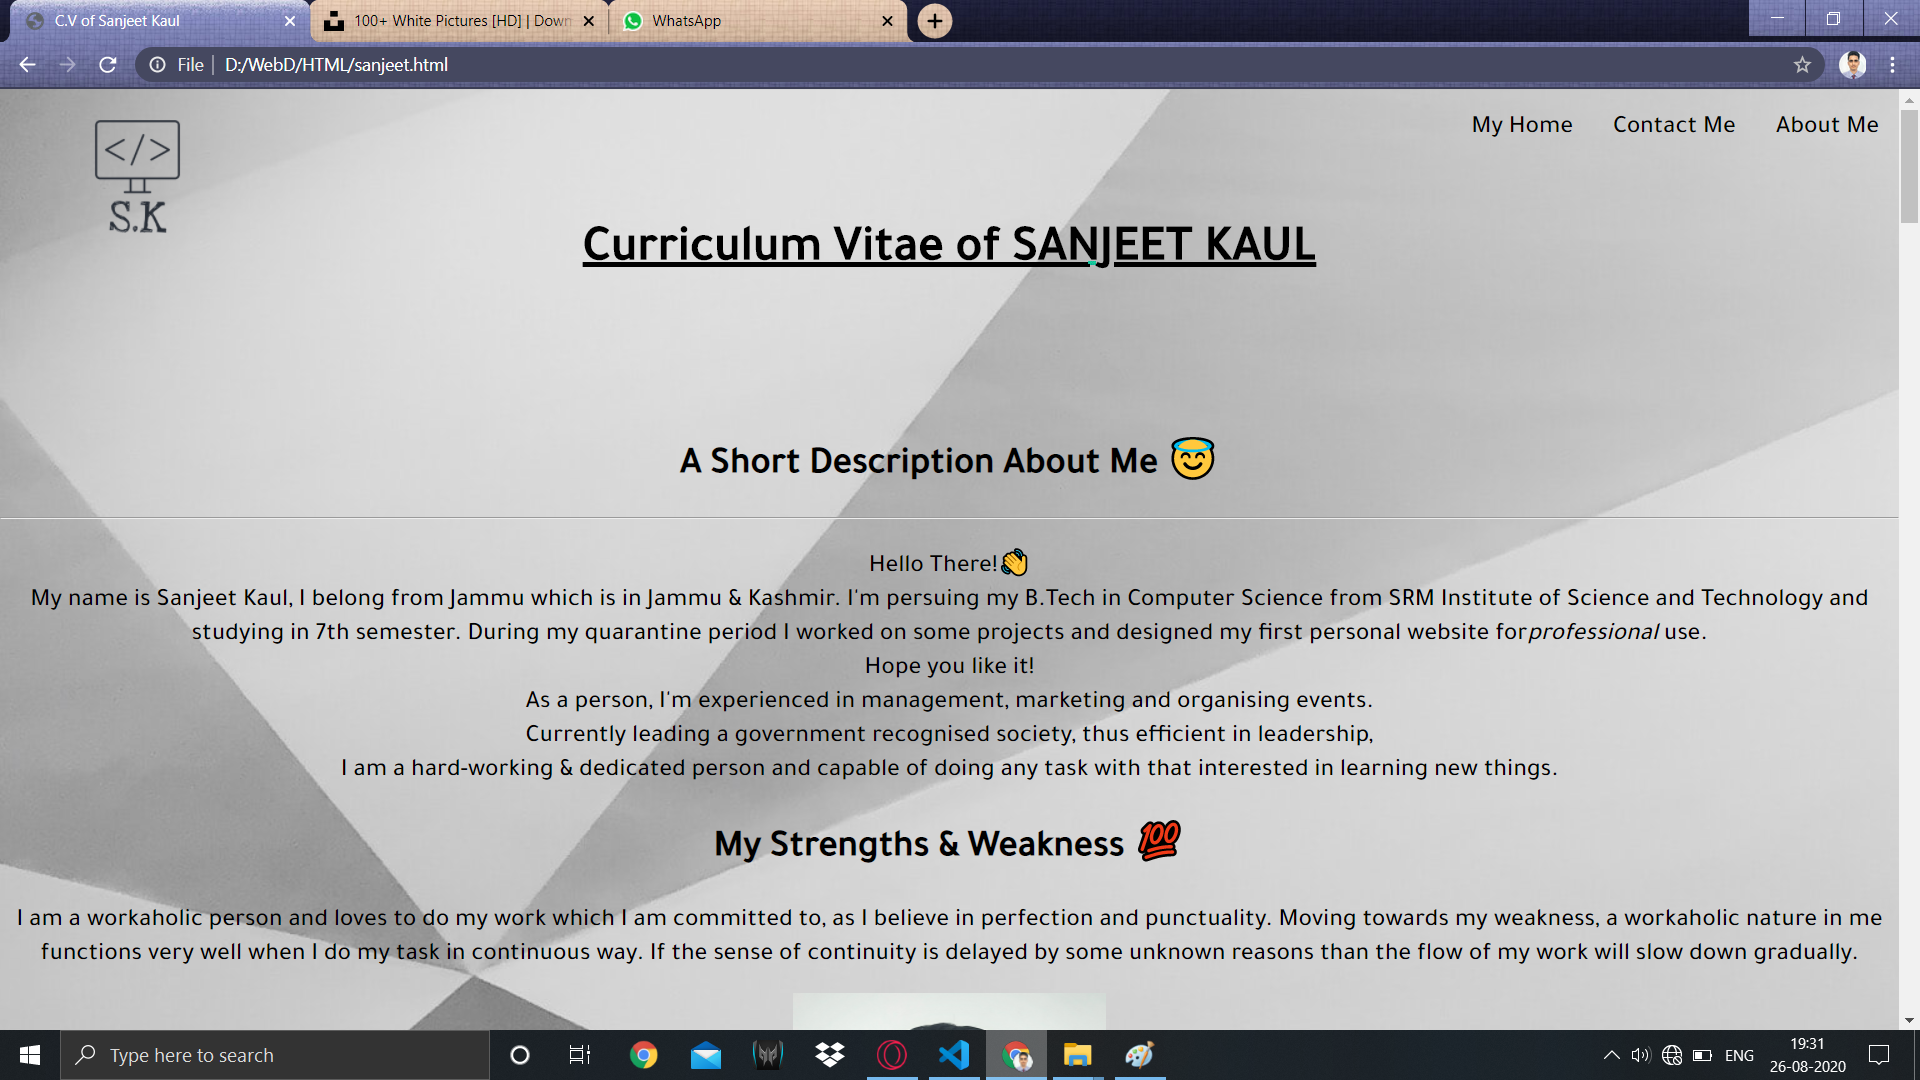 C.V of Sanjeet Kaul
100+ White Pictures [HD] | Down
WhatsApp
File
D:/WebD/HTML/sanjeet.html
</>
S.K
My Home
Contact Me
About Me
Curriculum Vitae of SANJEET KAUL
A Short Description About Me 😇
Hello There!👋
My name is Sanjeet Kaul, I belong from Jammu which is in Jammu & Kashmir. I'm persuing my B.Tech in Computer Science from SRM Institute of Science and Technology and
studying in 7th semester. During my quarantine period I worked on some projects and designed my first personal website forprofessional use.
Hope you like it!
As a person, I'm experienced in management, marketing and organising events.
Currently leading a government recognised society, thus efficient in leadership,
I am a hard-working & dedicated person and capable of doing any task with that interested in learning new things.
My Strengths & Weakness 💯
I am a workaholic person and loves to do my work which I am committed to, as I believe in perfection and punctuality. Moving towards my weakness, a workaholic nature in me
functions very well when I do my task in continuous way. If the sense of continuity is delayed by some unknown reasons than the flow of my work will slow down gradually.
Type here to search
ENG
19:31
26-08-2020